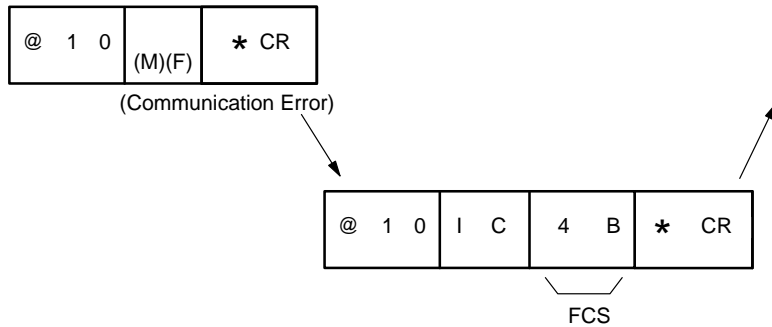 @ 1 0 (M)(F) * CR
(Communication Error)
@ 1 0 I C 4 B * CR
FCS